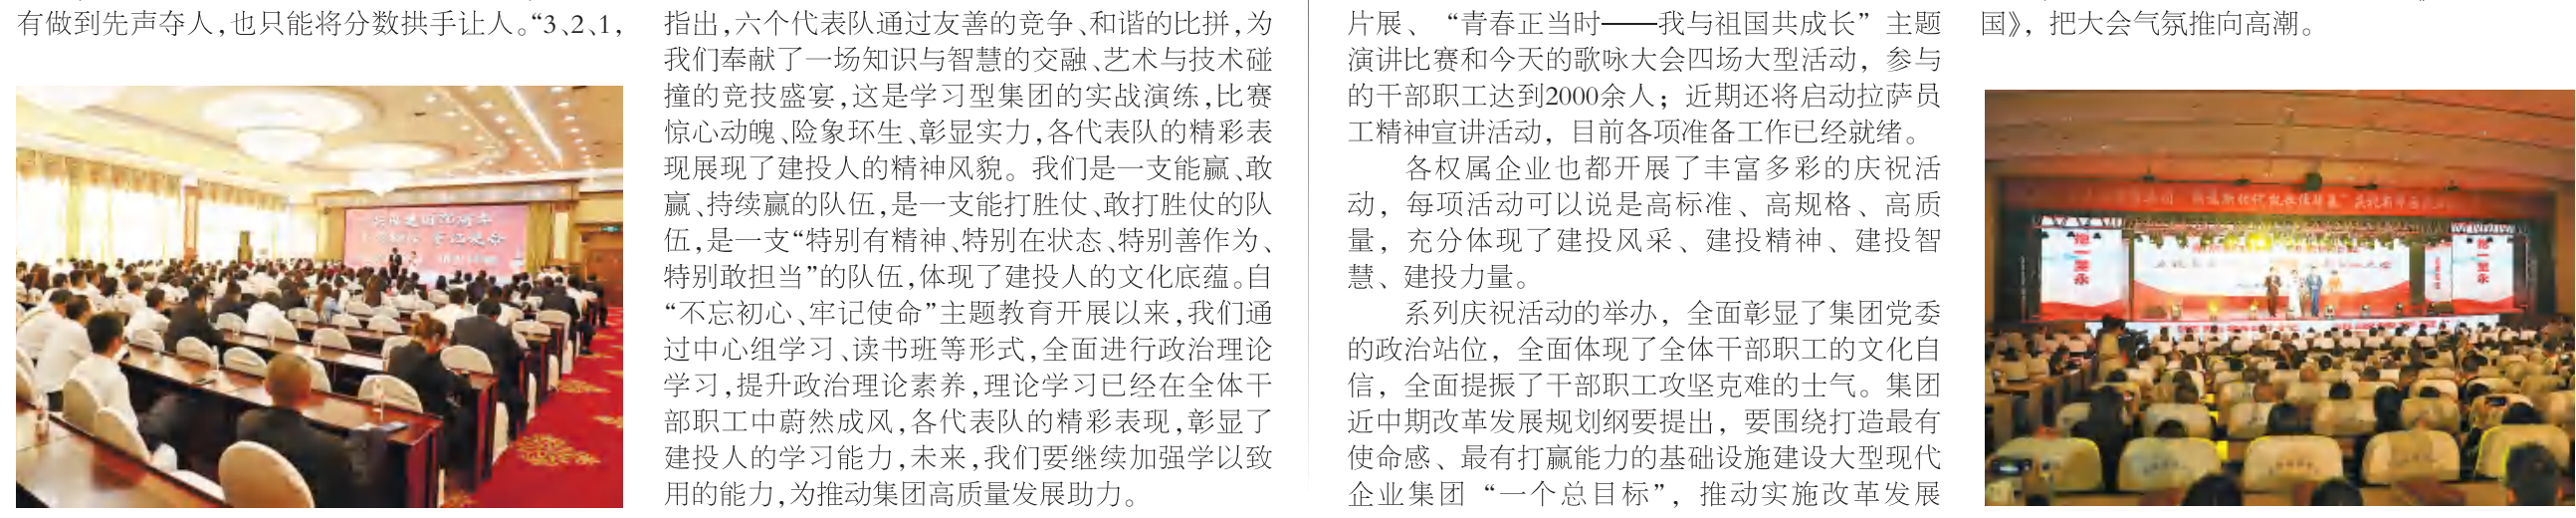 有做到先声夺人,也只能将分数拱手让人。“3、2、1,
指出,六个代表队通过友善的竞争、和谐的比拼,为
我们奉献了一场知识与智慧的交融、艺术与技术碰
撞的竞技盛宴,这是学习型集团的实战演练,比赛
惊心动魄、险象环生、彰显实力,各代表队的精彩表
现展现了建投人的精神风貌。我们是一支能赢、敢
赢、持续赢的队伍,是一支能打胜仗、敢打胜仗的队
伍,是一支“特别有精神、特别在状态、特别善作为、
特别敢担当”的队伍,体现了建投人的文化底蕴。自
“不忘初心、牢记使命”主题教育开展以来,我们通
过中心组学习、读书班等形式,全面进行政治理论
学习,提升政治理论素养,理论学习已经在全体干
部职工中蔚然成风,各代表队的精彩表现,彰显了
建投人的学习能力,未来,我们要继续加强学以致
用的能力,为推动集团高质量发展助力。
片展、“青春正当时——我与祖国共成长”主题
演讲比赛和今天的歌咏大会四场大型活动，参与
的干部职工达到2000余人；近期还将启动拉萨员
工精神宣讲活动，目前各项准备工作已经就绪。
各权属企业也都开展了丰富多彩的庆祝活
动，每项活动可以说是高标准、高规格、高质
量，充分体现了建投风采、建投精神、建投智
慧、建投力量。
系列庆祝活动的举办，全面彰显了集团党委
的政治站位，全面体现了全体干部职工的文化自
信，全面提振了干部职工攻坚克难的士气。集团
近中期改革发展规划纲要提出，要围绕打造最有
使命感、最有打赢能力的基础设施建设大型现代
企业集团“一个总目标”，推动实施改革发展
国》，把大会气氛推向高潮。